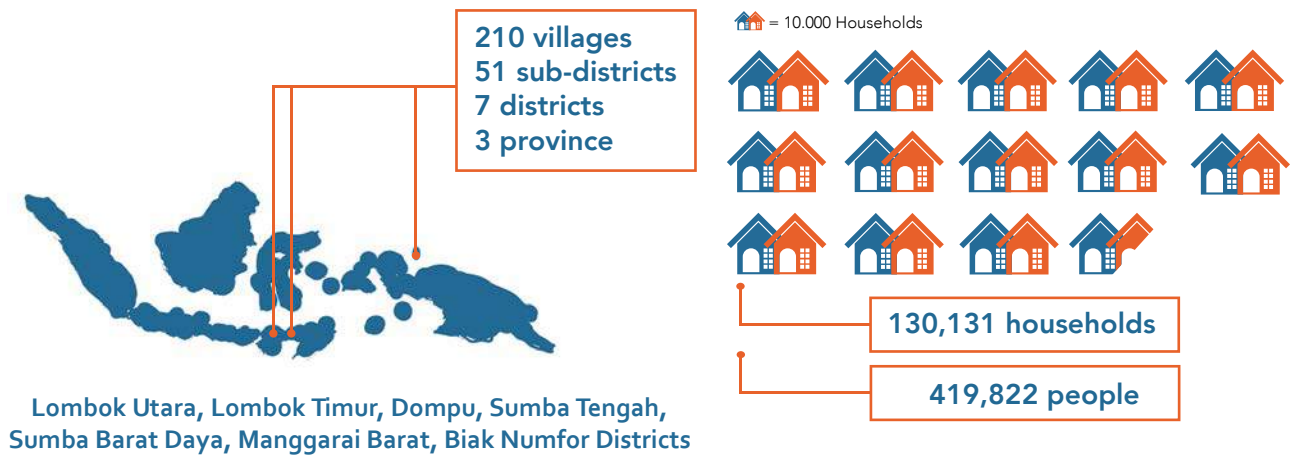 210 villages
51 sub-districts
7 districts
3 province
= 10.000 Households
130,131 households
419,822 people
Lombok Utara, Lombok Timur, Dompu, Sumba Tengah,
Sumba Barat Daya, Manggarai Barat, Biak Numfor Districts